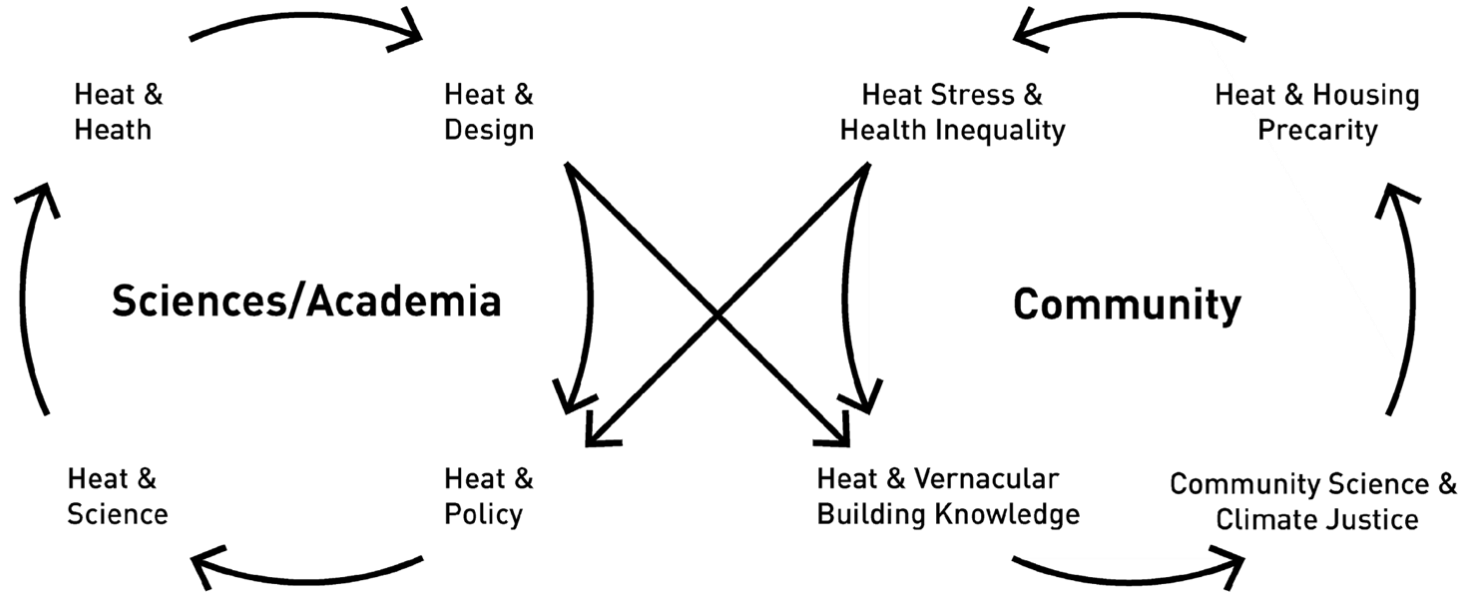 Heat &
Heath
Heat &
Design
Heat Stress &
Health Inequality
Heat & Housing
Precarity
Sciences/Academia
Community
Heat &
Science
Heat &
Policy
Heat & Vernacular
Building Knowledge
Community Science &
Climate Justice